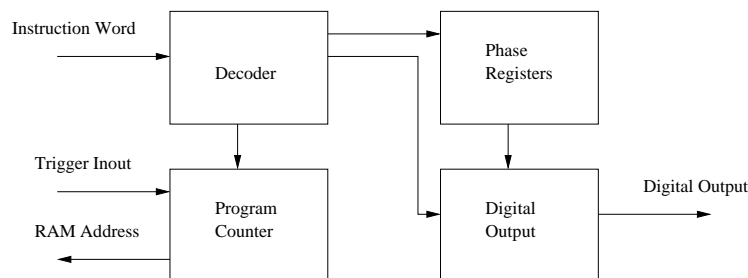 Instruction Word
Decoder
Phase
Registers
Trigger Inout
Program
Counter
RAM Address
Digital
Output
Digital Output